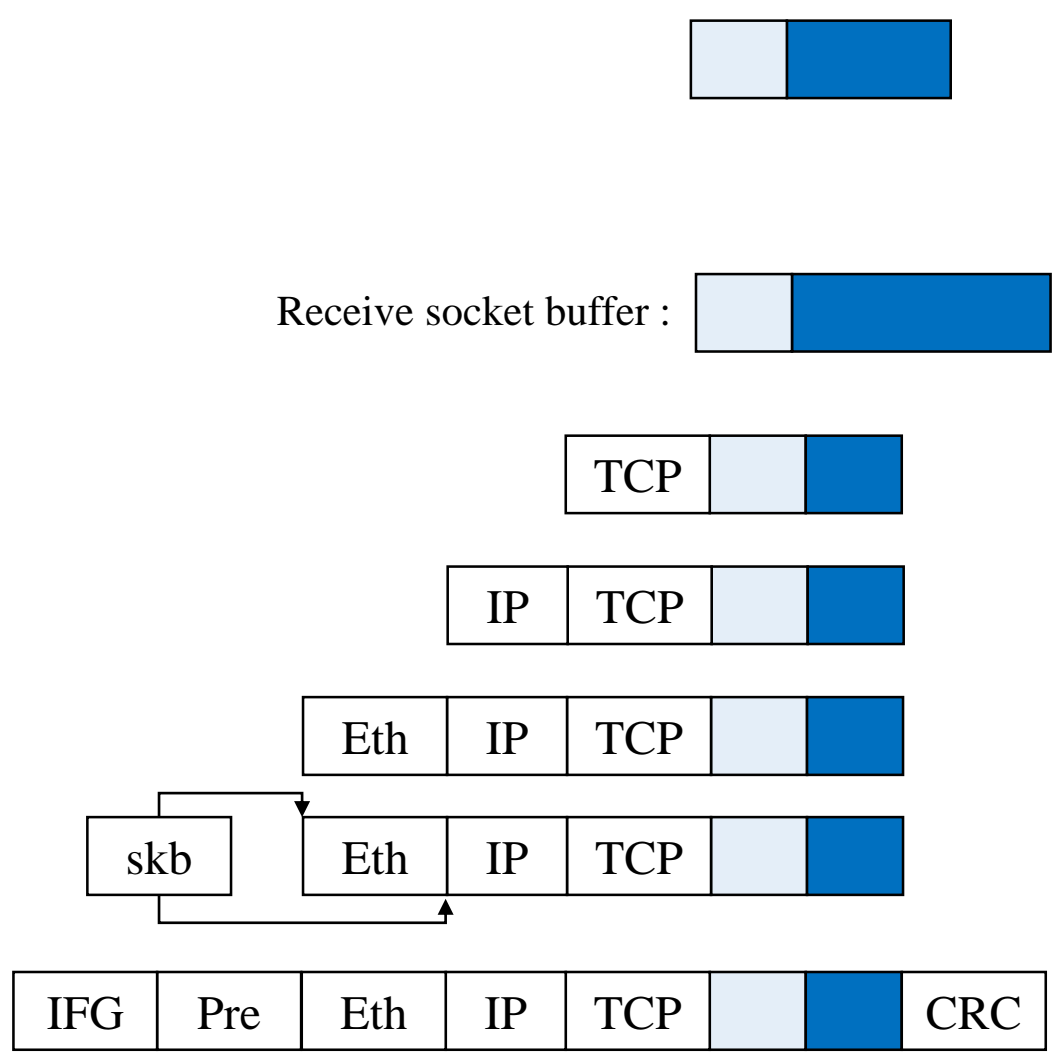 Receive socket buffer :
TCP
IP TCP
Eth IP TCP
skb Eth IP TCP
IFG Pre Eth IP TCP CRC